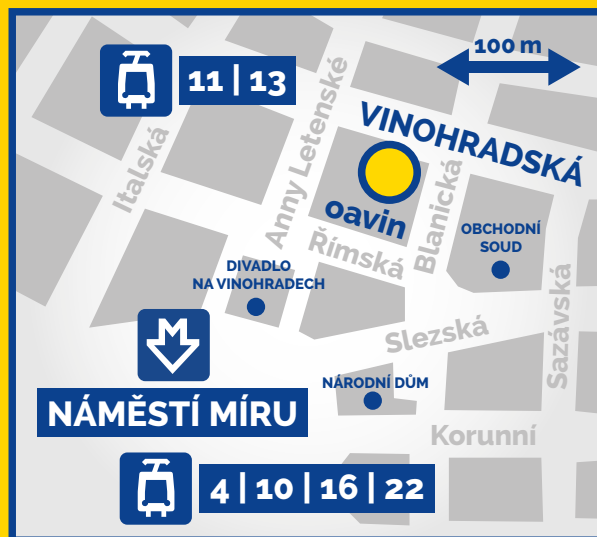 100 m
11 | 13
VINOHRADSKÁ
Italská
Anny Letenské
oavin
Blanická
Římská
OBCHODNÍ
SOUD
DIVADLO
NA VINOHRADECH
Sazávská
Slezská
M
NÁRODNÍ DŮM
NÁMĚSTÍ MÍRU
Korunní
4 | 10 | 16 | 22